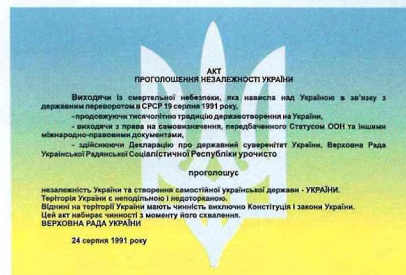 АКТ
ПРОГОЛОШЕННЯ НЕЗАЛЕЖНОСТІ УКРАЇНИ
Виходячи із смертельної небезпеки, яка нависла над Україною в зв'язку з
державним переворотом в СРСР 19 серпня 1991 року,
- продовжуючи тисячолітню традицію державотворення на Україні,
- виходячи з права на самовизначення, передбаченого Статусом ООН та іншими
міжнародно-правовими документами,
- здійснюючи Декларацію про державний суверенітет України, Верховна Рада
Української Радянської Соціалістичної Республіки урочисто
проголошує
незалежність України та створення самостійної української держави - УКРАЇНИ.
Територія України є неподільною і недоторканою.
Віднині на території України мають чинність виключно Конституція і закони України.
Цей акт набирає чинності з моменту його схвалення.
ВЕРХОВНА РАДА УКРАЇНИ
24 серпня 1991 року